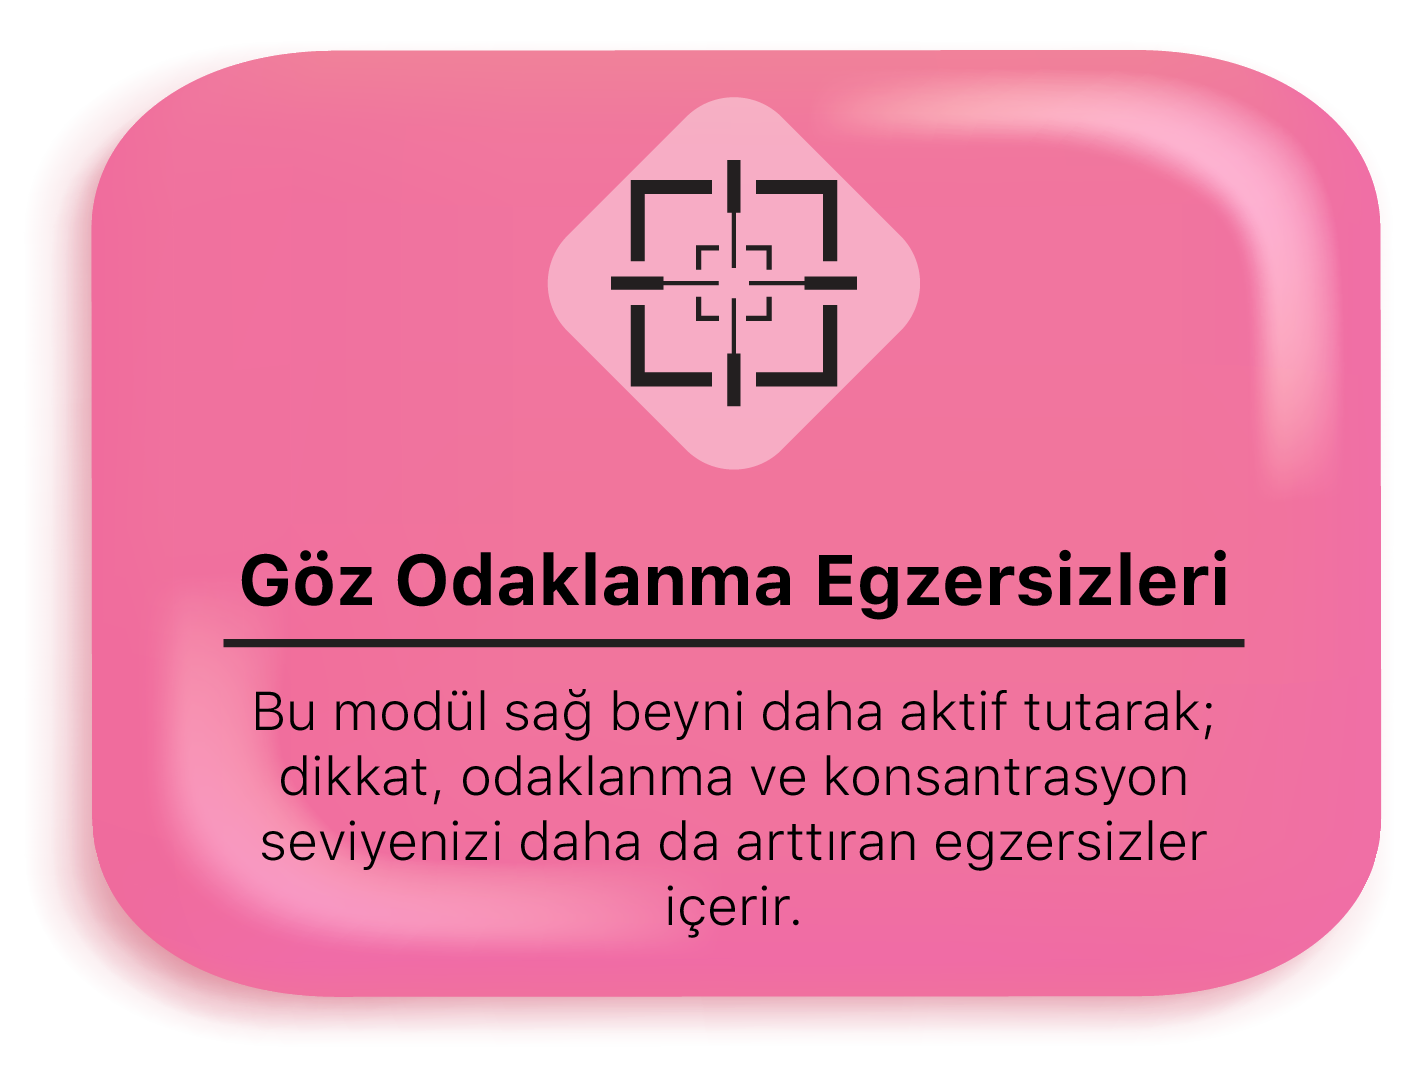 Göz Odaklanma Egzersizleri
Bu modül sağ beyni daha aktif tutarak;
dikkat, odaklanma ve konsantrasyon
seviyenizi daha da arttıran egzersizler
içerir.